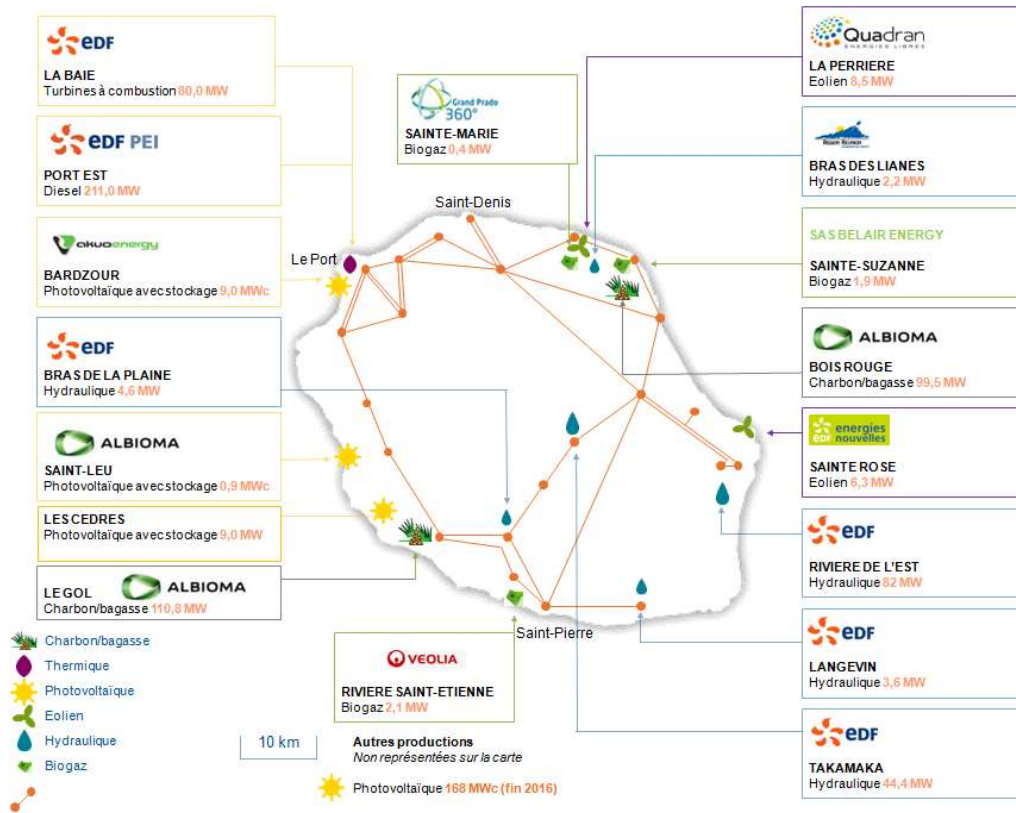 eDF
LA BAIE
Turbines à combustion 80,0 MW
eDF PEI
PORT EST
Diesel 211,0 MW
akuoenergy
BARDZOUR
Photovoltaïque avec stockage 9,0 MWc
eDF
BRAS DE LA PLAINE
Hydraulique 4,6 MW
ALBIOMA
SAINT-LEU
Photovoltaïque avec stockage 0,9 MWc
LES CEDRES
Photovoltaïque avec stockage 9,0 MW
LE GOL
ALBIOMA
Charbon/bagasse 110,8 MW
Charbon/bagasse
Thermique
Photovoltaïque
Eolien
Hydraulique
Biogaz
Grand Prado
360°
SAINTE-MARIE
Biogaz 0,4 MW
Saint-Denis
Le Port
Saint-Pierre
VEOLIA
RIVIERE SAINT-ETIENNE
Biogaz 2,1 MW
10 km
Autres productions
Non représentées sur la carte
Photovoltaïque 168 MWc (fin 2016)
Quadran
ENERGIES LIBRES
LA PERRIERE
Eolien 8,5 MW
REGION REUNION
BRAS DES LIANES
Hydraulique 2,2 MW
SAS BELAIR ENERGY
SAINTE-SUZANNE
Biogaz 1,9 MW
ALBIOMA
BOIS ROUGE
Charbon/bagasse 99,5 MW
eDF energies nouvelles
SAINTE ROSE
Eolien 6,3 MW
eDF
RIVIERE DE L'EST
Hydraulique 82 MW
eDF
LANGEVIN
Hydraulique 3,6 MW
eDF
TAKAMAKA
Hydraulique 44,4 MW